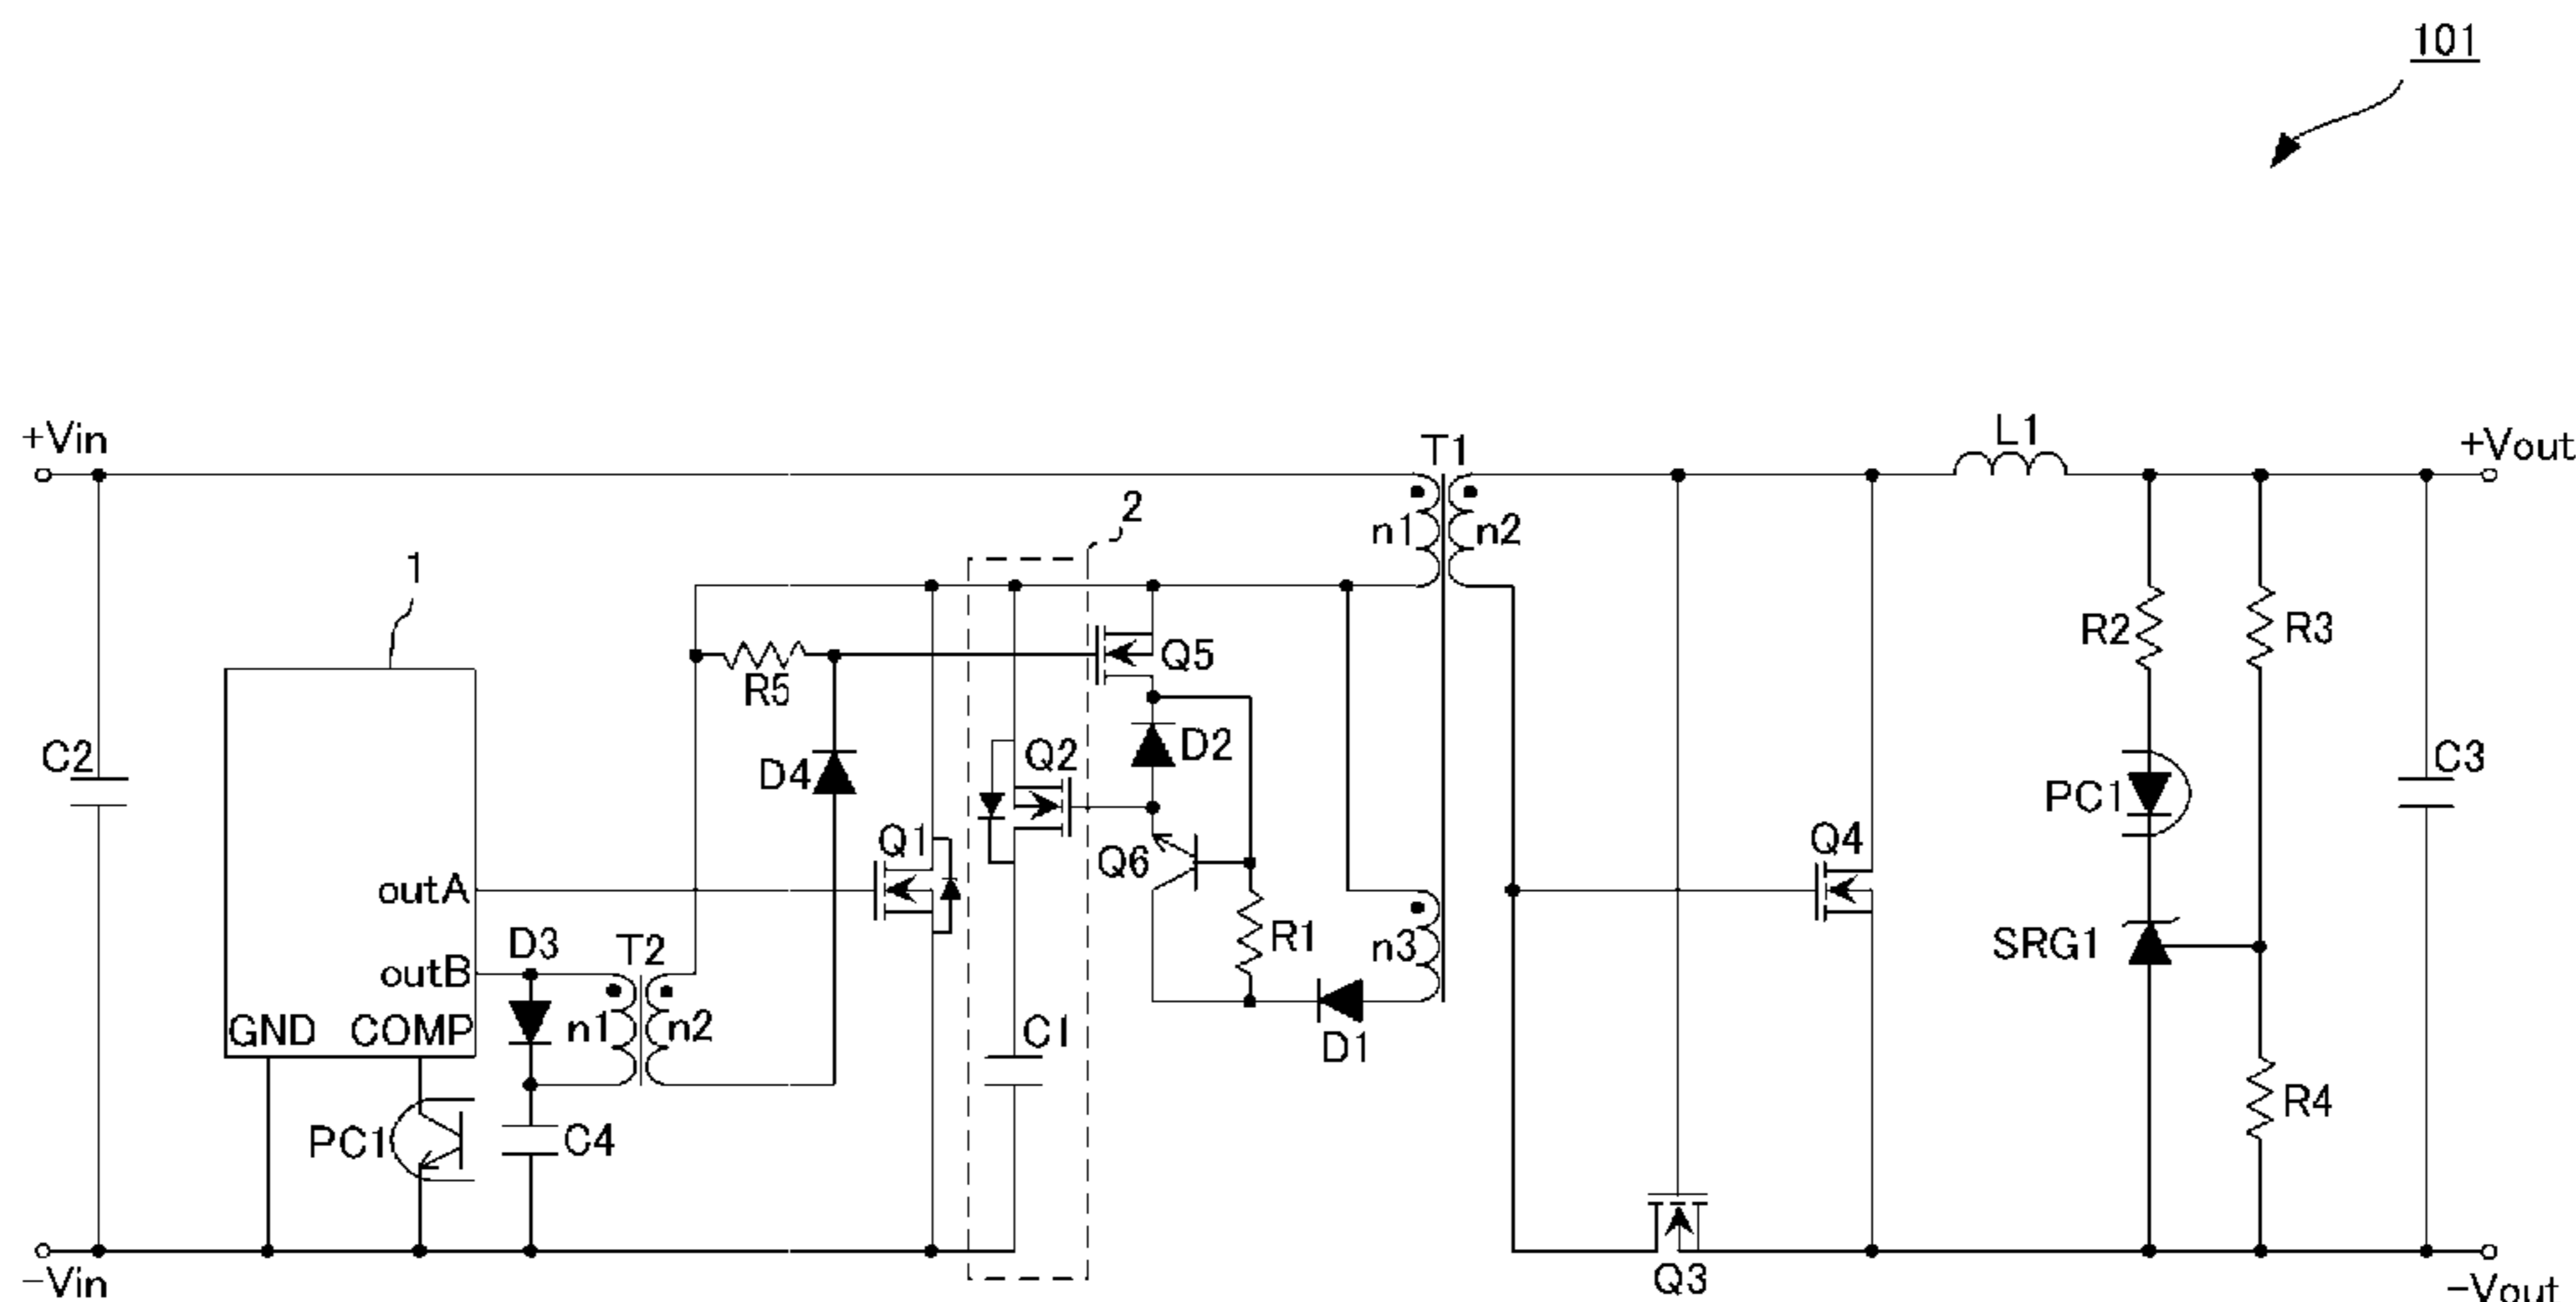 101
+Vin
T1
L1
+Vout
2
n1
n2
1
R5
Q5
R2
R3
C2
D4
Q2
D2
PC1
C3
Q1
Q6
Q4
outA
R1
n3
SRG1
D3
T2
outB
GND
COMP
n1
n2
C1
D1
R4
PC1
C4
−Vin
Q3
−Vout